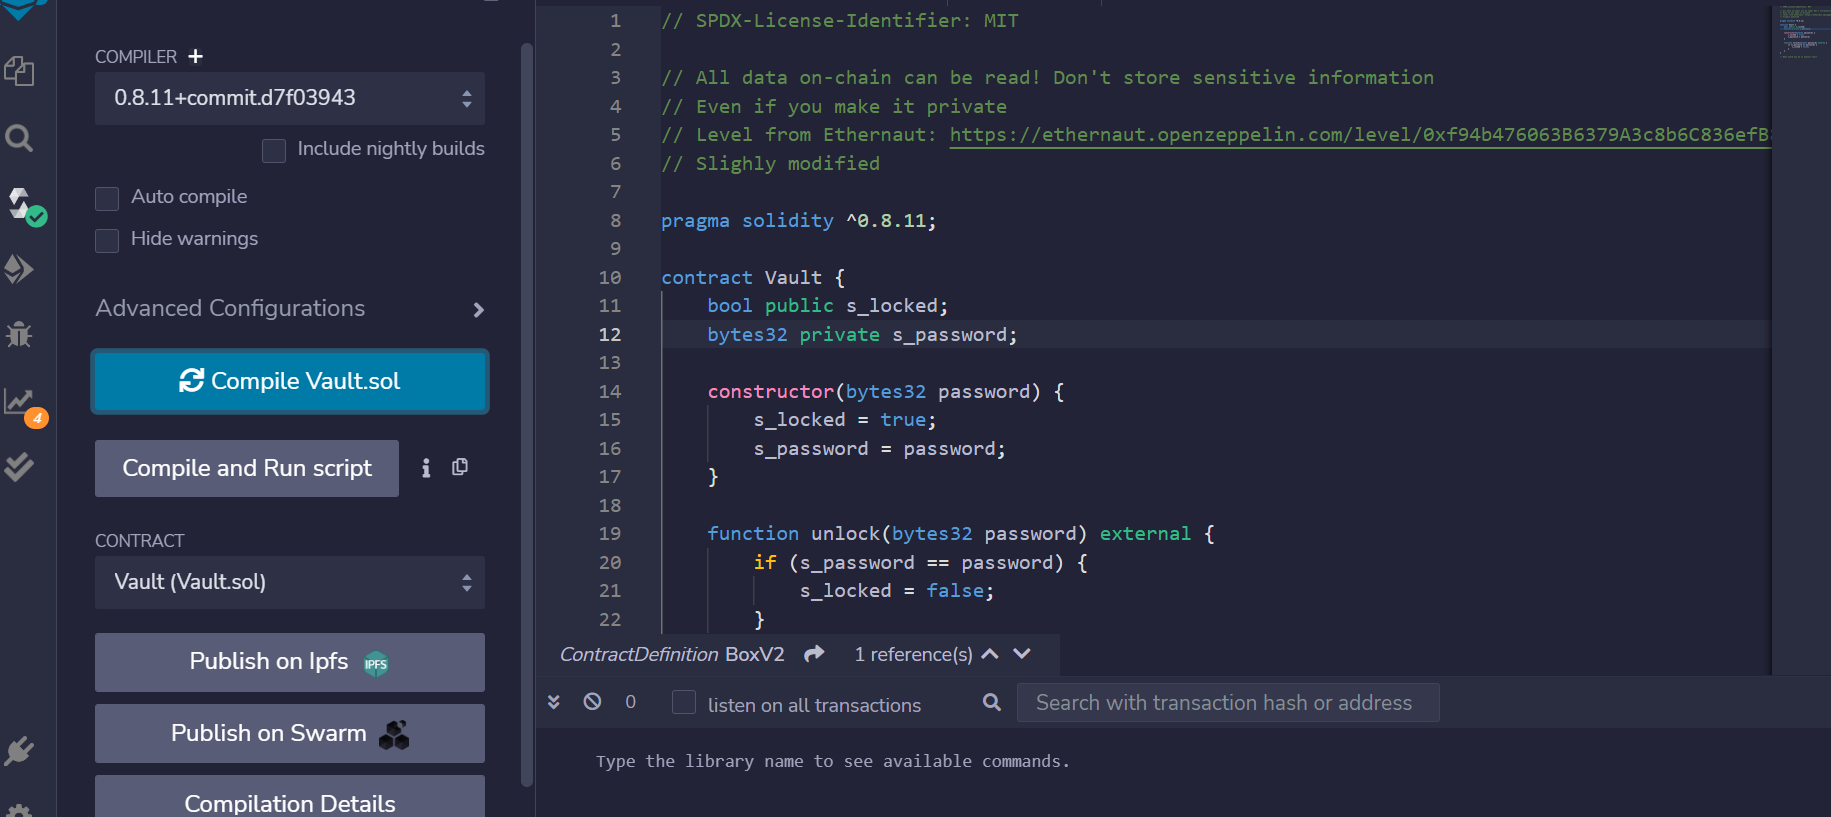 COMPILER +
0.8.11+commit.d7f03943
Include nightly builds
Auto compile
Hide warnings
Advanced Configurations
Compile Vault.sol
Compile and Run script
CONTRACT
Vault (Vault.sol)
Publish on Ipfs IPFS
Publish on Swarm
Compilation Details
4
1 // SPDX-License-Identifier: MIT
2
3 // All data on-chain can be read! Don't store sensitive information
4 // Even if you make it private
5 // Level from Ethernaut: https://ethernaut.openzeppelin.com/level/0xf94b476063B6379A3c8b6C836efB
6 // Slighly modified
7
8 pragma solidity ^0.8.11;
9
10 contract Vault {
11 bool public s_locked;
12 bytes32 private s_password;
13
14 constructor(bytes32 password) {
15 s_locked = true;
16 s_password = password;
17 }
18
19 function unlock(bytes32 password) external {
20 if (s_password == password) {
21 s_locked = false;
22 }
ContractDefinition BoxV2 1 reference(s)
0 listen on all transactions Search with transaction hash or address
Type the library name to see available commands.